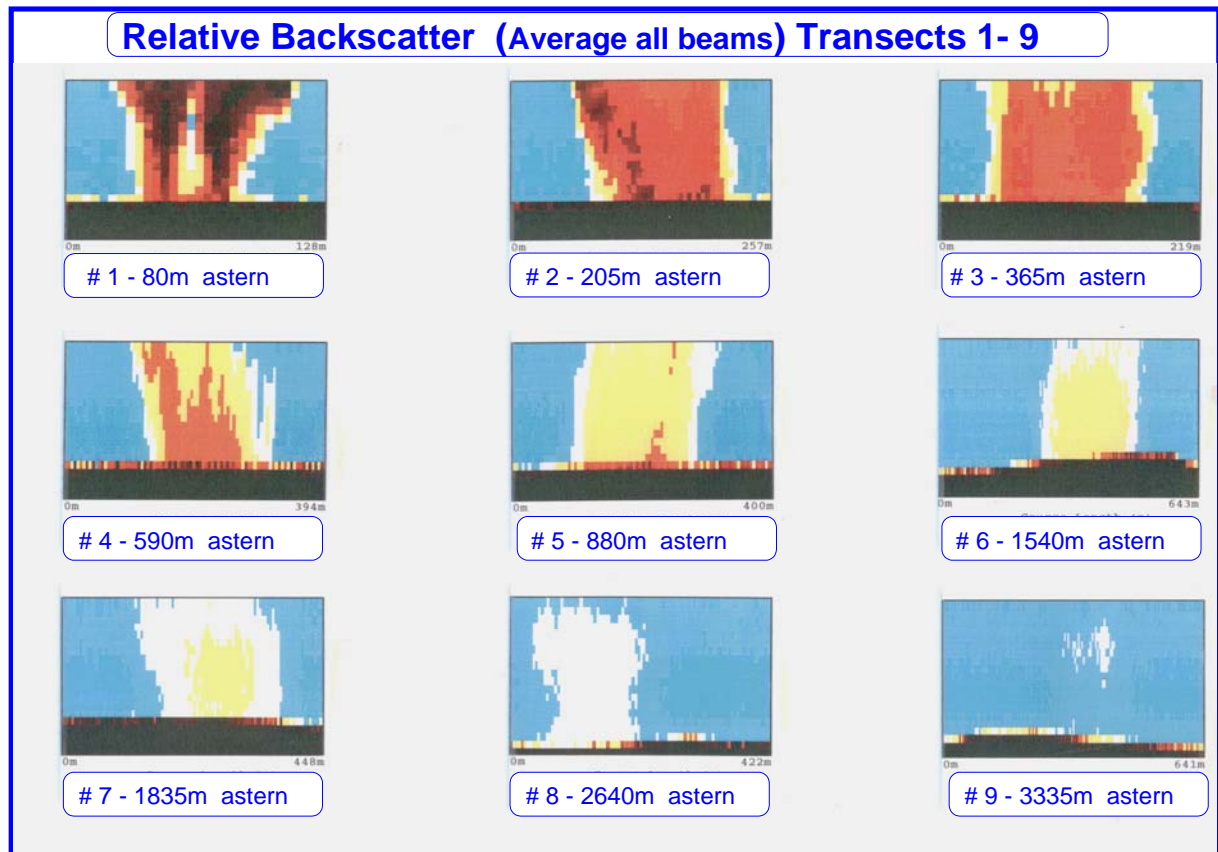 Relative Backscatter (Average all beams) Transects 1- 9
0m 128m
0m 257m
0m 219m
# 1 - 80m astern
# 2 - 205m astern
# 3 - 365m astern
0m 394m
0m 400m
0m 643m
# 4 - 590m astern
# 5 - 880m astern
# 6 - 1540m astern
0m 448m
0m 422m
0m 641m
# 7 - 1835m astern
# 8 - 2640m astern
# 9 - 3335m astern